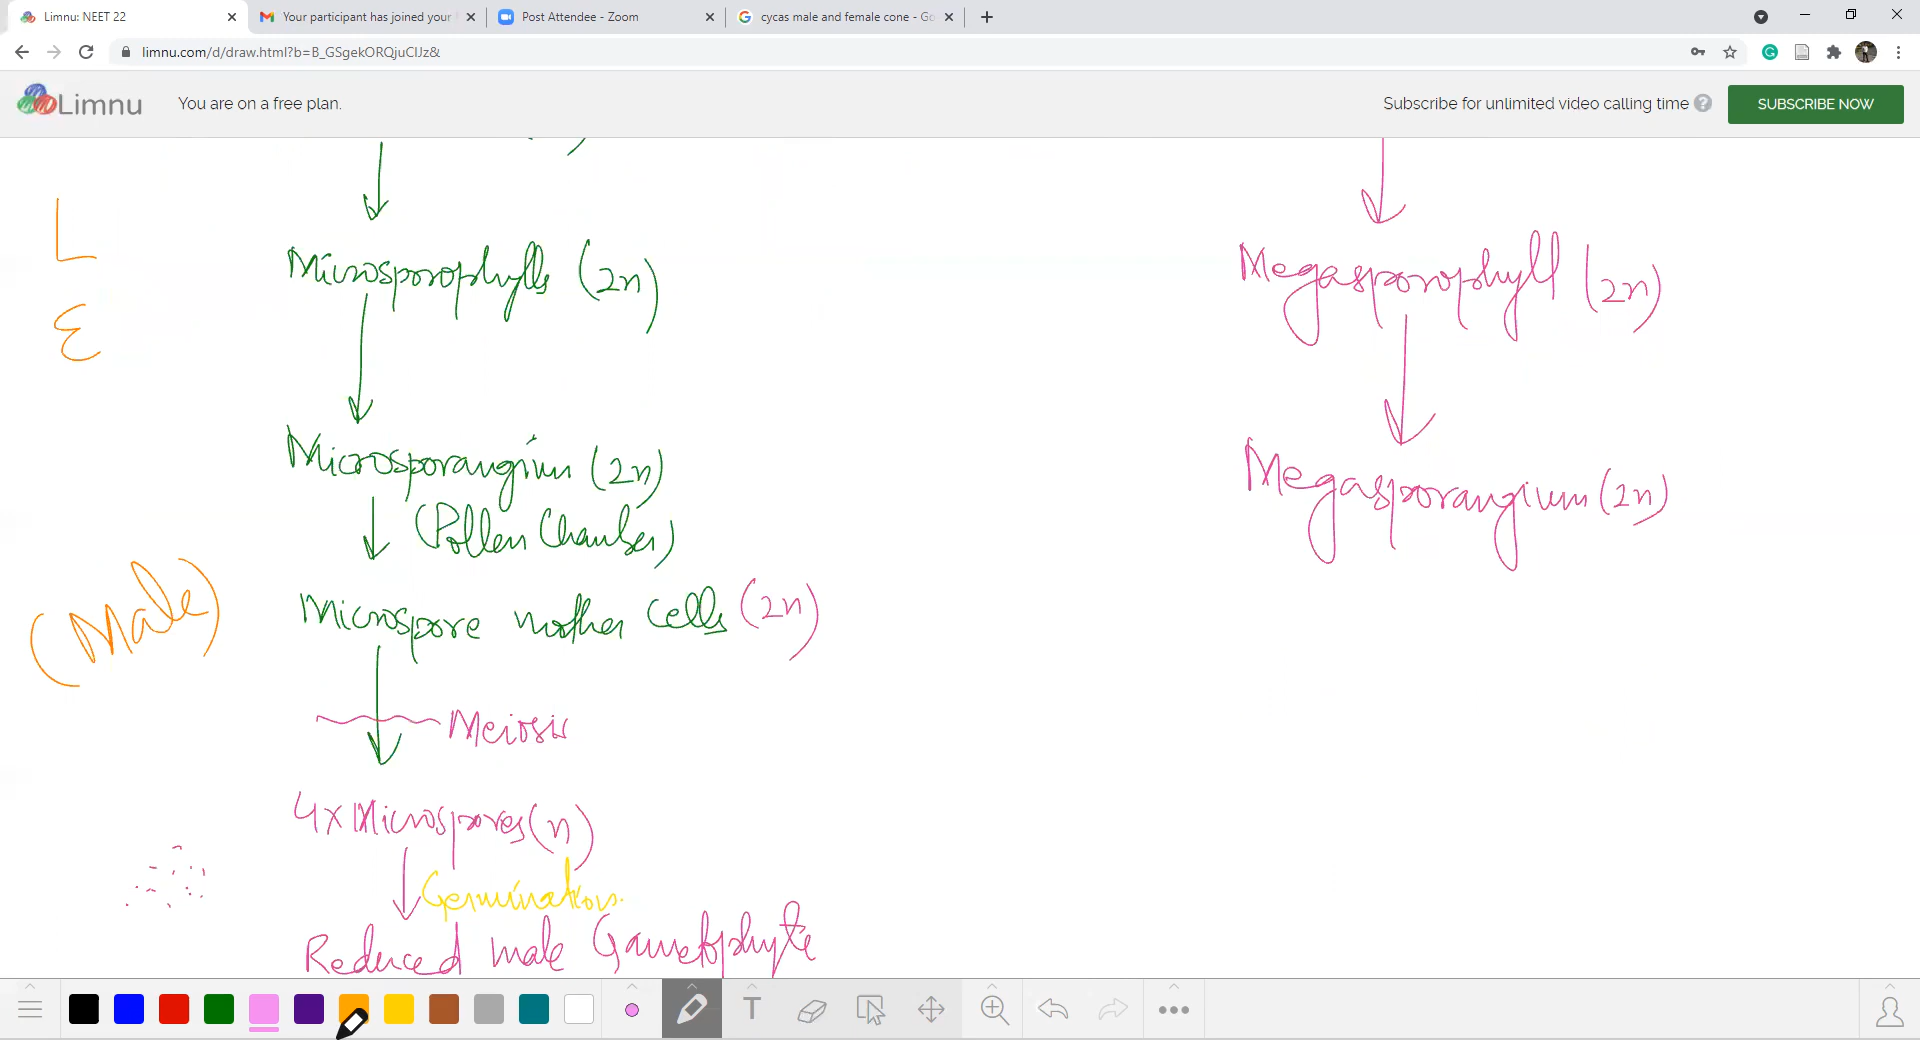 Limnu: NEET 22
Your participant has joined your
Post Attendee - Zoom
cycas male and female cone - Go
limnu.com/d/draw.html?b=B_GSgekORQjuClJz&
Limnu
You are on a free plan.
Subscribe for unlimited video calling time ?
SUBSCRIBE NOW
L
E
(Male)
Microsporophylls (2n)
Microsporangium (2n)
(Pollen Chamber)
Microspore mother cells (2n)
Meiosis
4x Microspores (n)
Germination
Reduced male Gametophyte
Megasporophyll (2n)
Megasporangium (2n)
T